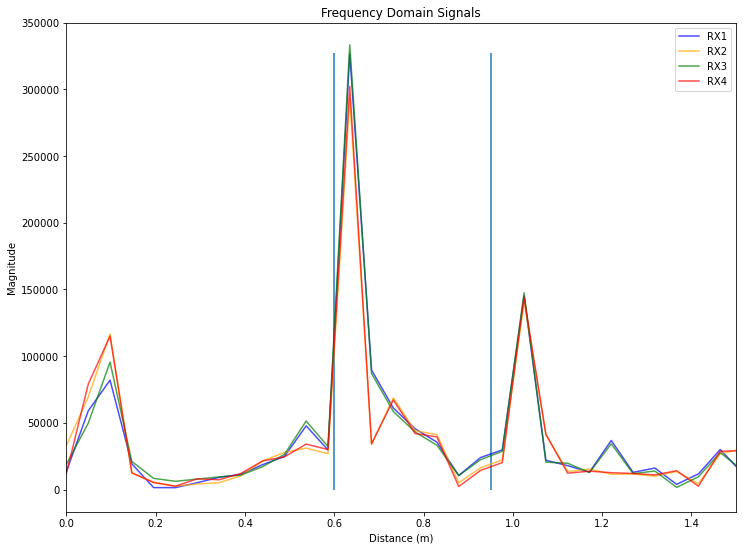 Frequency Domain Signals
350000
300000
250000
200000
150000
100000
50000
0
Magnitude
RX1
RX2
RX3
RX4
0.0 0.2 0.4 0.6 0.8 1.0 1.2 1.4
Distance (m)